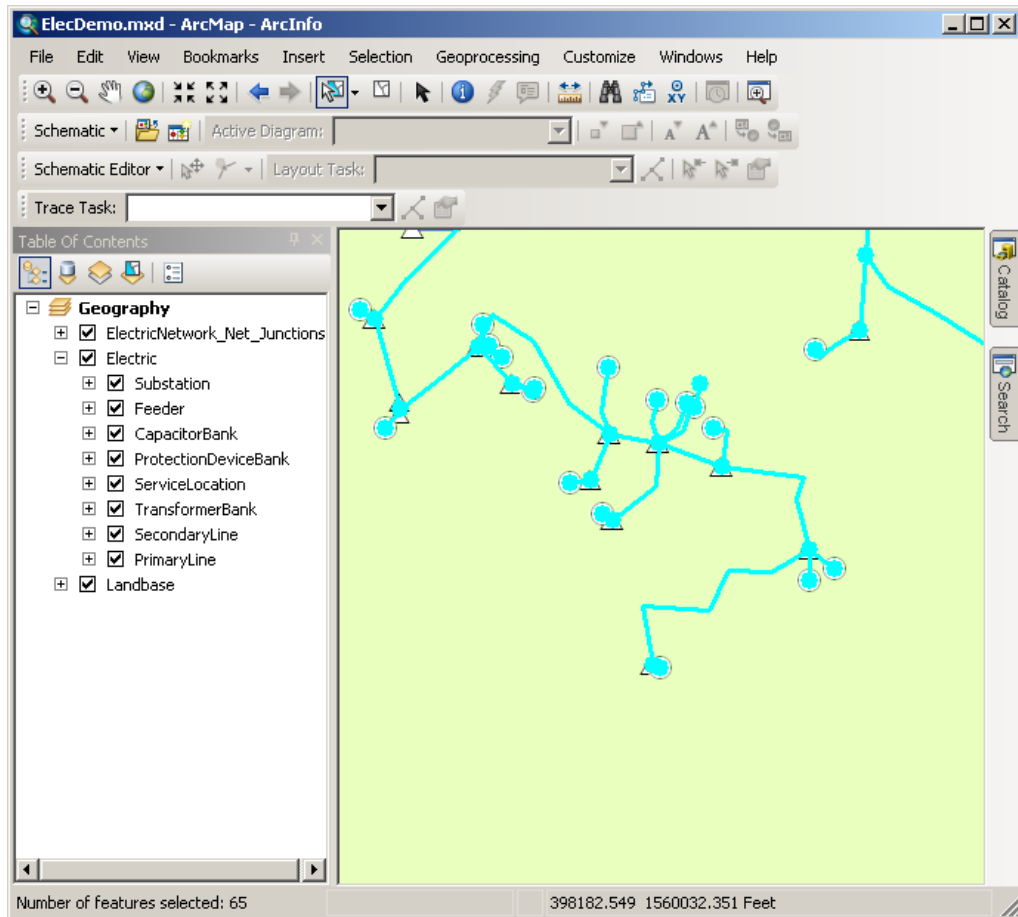 ElecDemo.mxd - ArcMap - ArcInfo
File Edit View Bookmarks Insert Selection Geoprocessing Customize Windows Help
XY
Schematic Active Diagram: A A
Schematic Editor Layout Task:
Trace Task:
Table Of Contents
Geography
ElectricNetwork_Net_Junctions
Electric
Substation
Feeder
CapacitorBank
ProtectionDeviceBank
ServiceLocation
TransformerBank
SecondaryLine
PrimaryLine
Landbase
Catalog
Search
Number of features selected: 65
398182.549 1560032.351 Feet